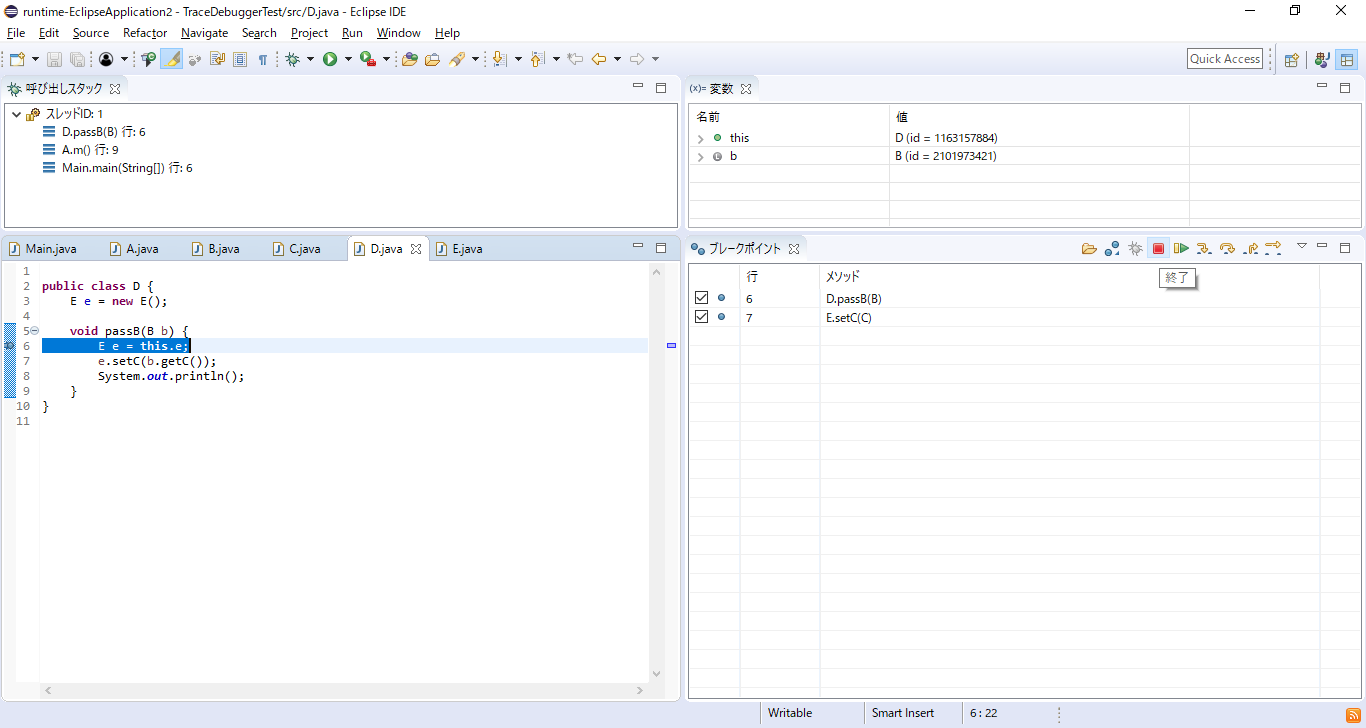 runtime-EclipseApplication2 - TraceDebuggerTest/src/D.java - Eclipse IDE
File Edit Source Refactor Navigate Search Project Run Window Help
Quick Access
呼び出しスタック
スレッドID: 1
D.passB(B) 行: 6
A.m() 行: 9
Main.main(String[]) 行: 6
(x)= 変数
名前 値
this D (id = 1163157884)
b B (id = 2101973421)
Main.java A.java B.java C.java D.java E.java
1
2 public class D {
3 E e = new E();
4
5 void passB(B b) {
6 E e = this.e;
7 e.setC(b.getC());
8 System.out.println();
9 }
10 }
11
ブレークポイント
行 メソッド
終了
6 D.passB(B)
7 E.setC(C)
Writable Smart Insert 6 : 22